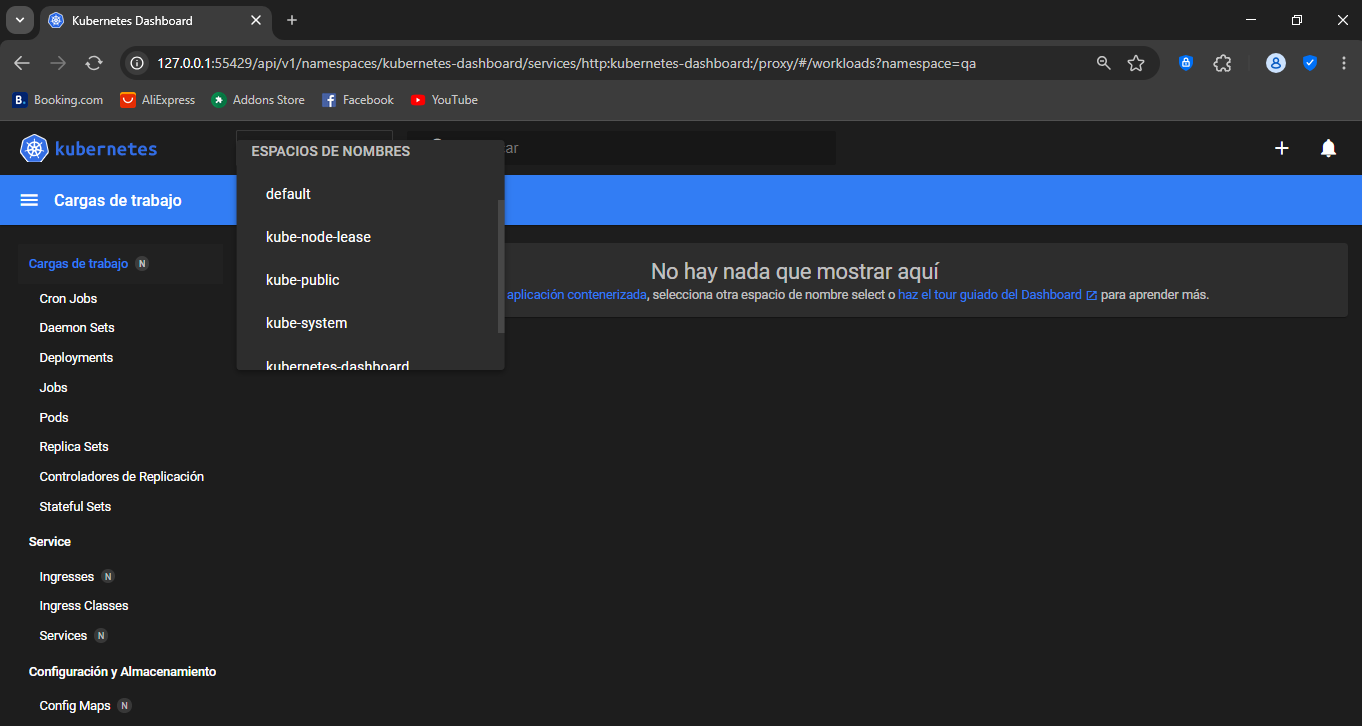 Kubernetes Dashboard
127.0.0.1:55429/api/v1/namespaces/kubernetes-dashboard/services/http:kubernetes-dashboard:/proxy/#/workloads?namespace=qa
B. Booking.com AliExpress Addons Store Facebook YouTube
kubernetes
ESPACIOS DE NOMBRES
ar
Cargas de trabajo
default
kube-node-lease
kube-public
kube-system
kubernetes-dashboard
No hay nada que mostrar aquí
aplicación contenerizada, selecciona otra espacio de nombre select o haz el tour guiado del Dashboard para aprender más.
Cargas de trabajo N
Cron Jobs
Daemon Sets
Deployments
Jobs
Pods
Replica Sets
Controladores de Replicación
Stateful Sets
Service
Ingresses N
Ingress Classes
Services N
Configuración y Almacenamiento
Config Maps N